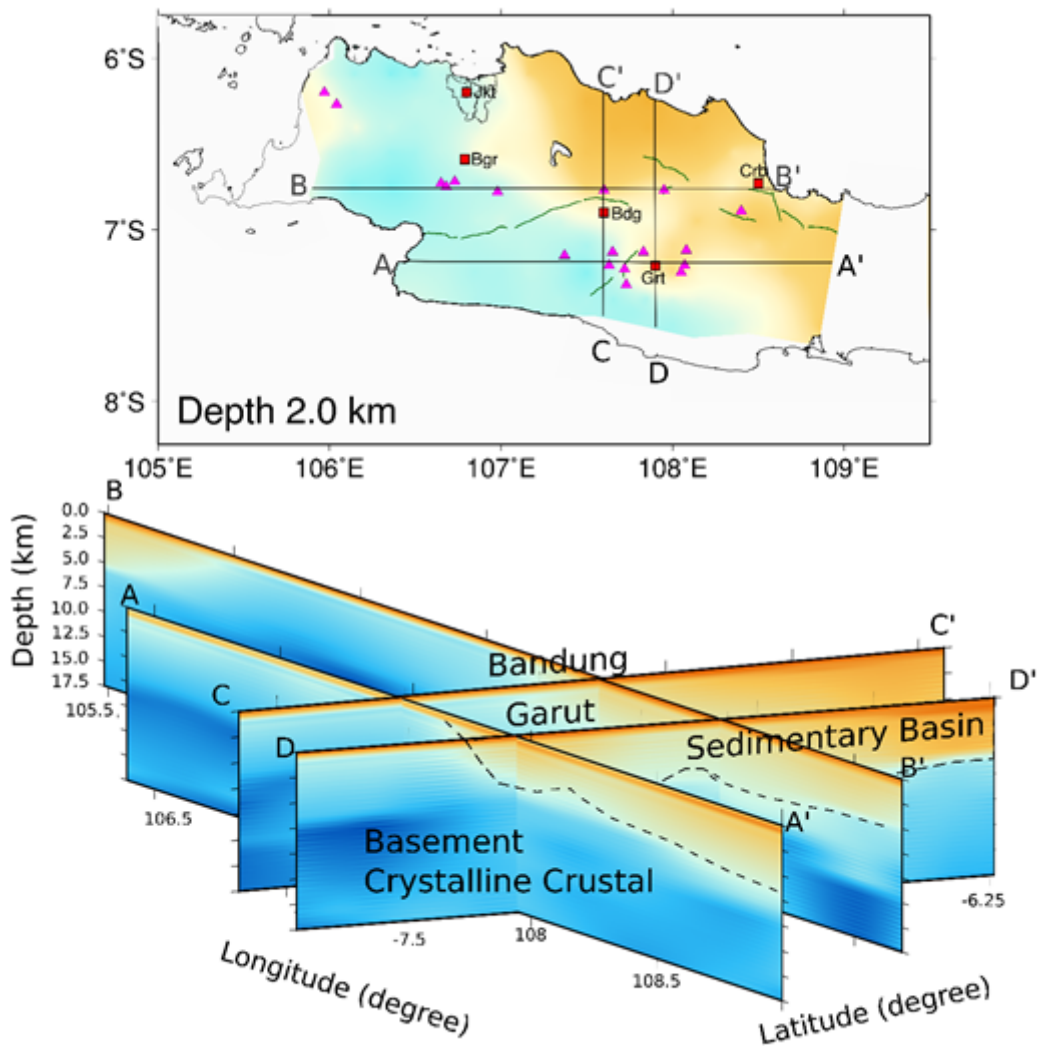 6°S
7°S
8°S
C' D'
Jkt
Bgr
Crb
B B'
Bdg
A A'
Grt
C
D
Depth 2.0 km
105°E 106°E 107°E 108°E 109°E
B
0.0
2.5
5.0
7.5
10.0
12.5
15.0
17.5
Depth (km)
105.5
A
106.5
C
D
Bandung
Garut
C'
D'
Sedimentary Basin
B'
A'
Basement
Crystalline Crustal
-7.5
108
108.5
-6.25
Longitude (degree)
Latitude (degree)